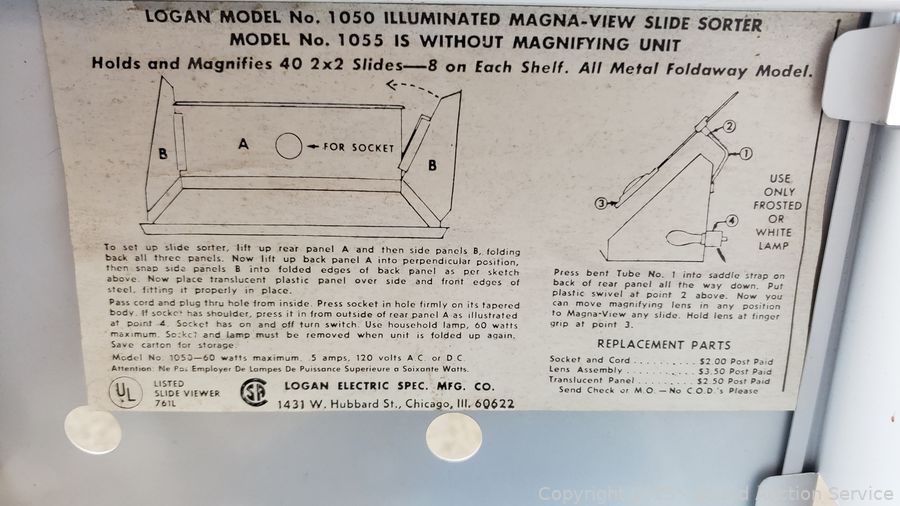 LOGAN MODEL No. 1050 ILLUMINATED MAGNA-VIEW SLIDE SORTER
MODEL No. 1055 IS WITHOUT MAGNIFYING UNIT
Holds and Magnifies 40 2x2 Slides—8 on Each Shelf. All Metal Foldaway Model.
B
A
FOR SOCKET
B
2
1
3
4
USE
ONLY
FROSTED
OR
WHITE
LAMP
To set up slide sorter, lift up rear panel A and then side panels B, folding
back all three panels. Now lift up back panel A into perpendicular position,
then snap side panels B into folded edges of back panel as per sketch
above. Now place translucent plastic panel over side and front edges of
steel, fitting it properly in place.
Pass cord and plug thru hole from inside. Press socket in hole firmly on its tapered
body. If socket has shoulder, press it in from outside of rear panel A as illustrated
at point 4. Socket has on and off turn switch. Use household lamp, 60 watts
maximum. Socket and lamp must be removed when unit is folded up again.
Save carton for storage.
Model No. 1050—60 watts maximum .5 amps, 120 volts A.C. or D.C.
Attention: Ne Pas Employer De Lampes De Puissance Superieure a Soixante Watts.
UL
LISTED
SLIDE VIEWER
761L
LOGAN ELECTRIC SPEC. MFG. CO.
1431 W. Hubbard St., Chicago, Ill. 60622
Press bent Tube No. 1 into saddle strap on
back of rear panel all the way down. Put
plastic swivel at point 2 above. Now you
can move magnifying lens in any position
to Magna-View any slide. Hold lens at finger
grip at point 3.
REPLACEMENT PARTS
Socket and Cord . . . . . . . . . . $2.00 Post Paid
Lens Assembly . . . . . . . . . . . $3.50 Post Paid
Translucent Panel . . . . . . . . . $2.50 Post Paid
Send Check or M.O.—No C.O.D.'s Please
Copyright Auction Service